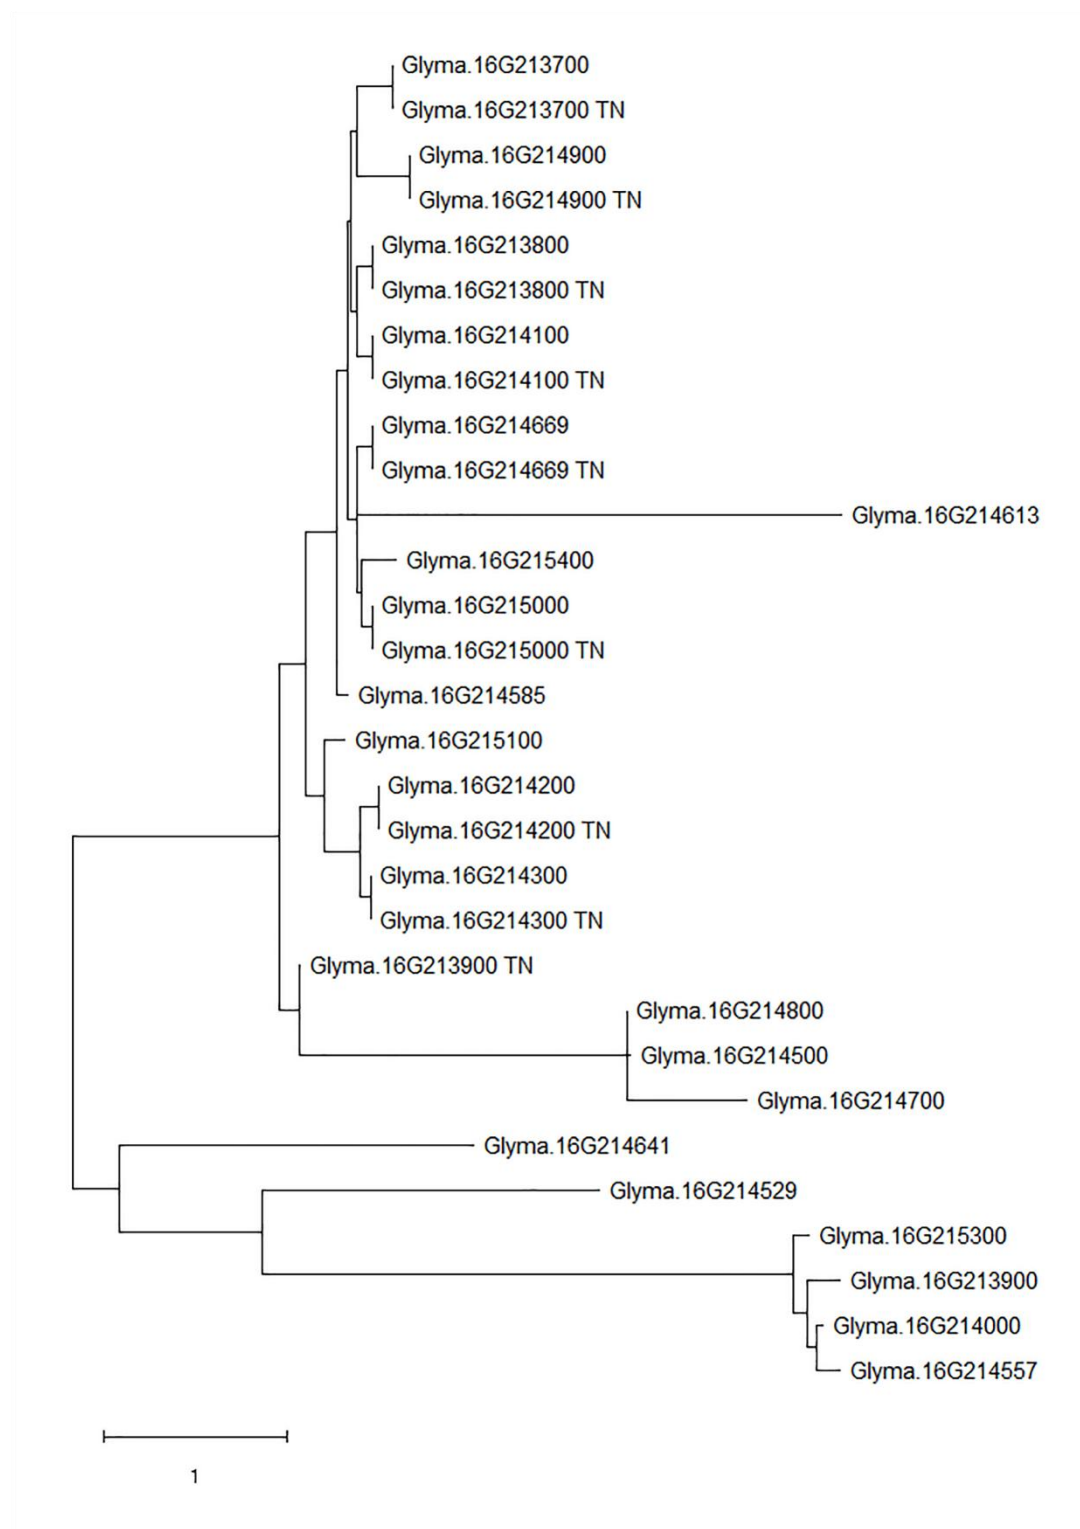 Glyma.16G213700
Glyma.16G213700 TN
Glyma.16G214900
Glyma.16G214900 TN
Glyma.16G213800
Glyma.16G213800 TN
Glyma.16G214100
Glyma.16G214100 TN
Glyma.16G214669
Glyma.16G214669 TN
Glyma.16G214613
Glyma.16G215400
Glyma.16G215000
Glyma.16G215000 TN
Glyma.16G214585
Glyma.16G215100
Glyma.16G214200
Glyma.16G214200 TN
Glyma.16G214300
Glyma.16G214300 TN
Glyma.16G213900 TN
Glyma.16G214800
Glyma.16G214500
Glyma.16G214700
Glyma.16G214641
Glyma.16G214529
Glyma.16G215300
Glyma.16G213900
Glyma.16G214000
Glyma.16G214557
1